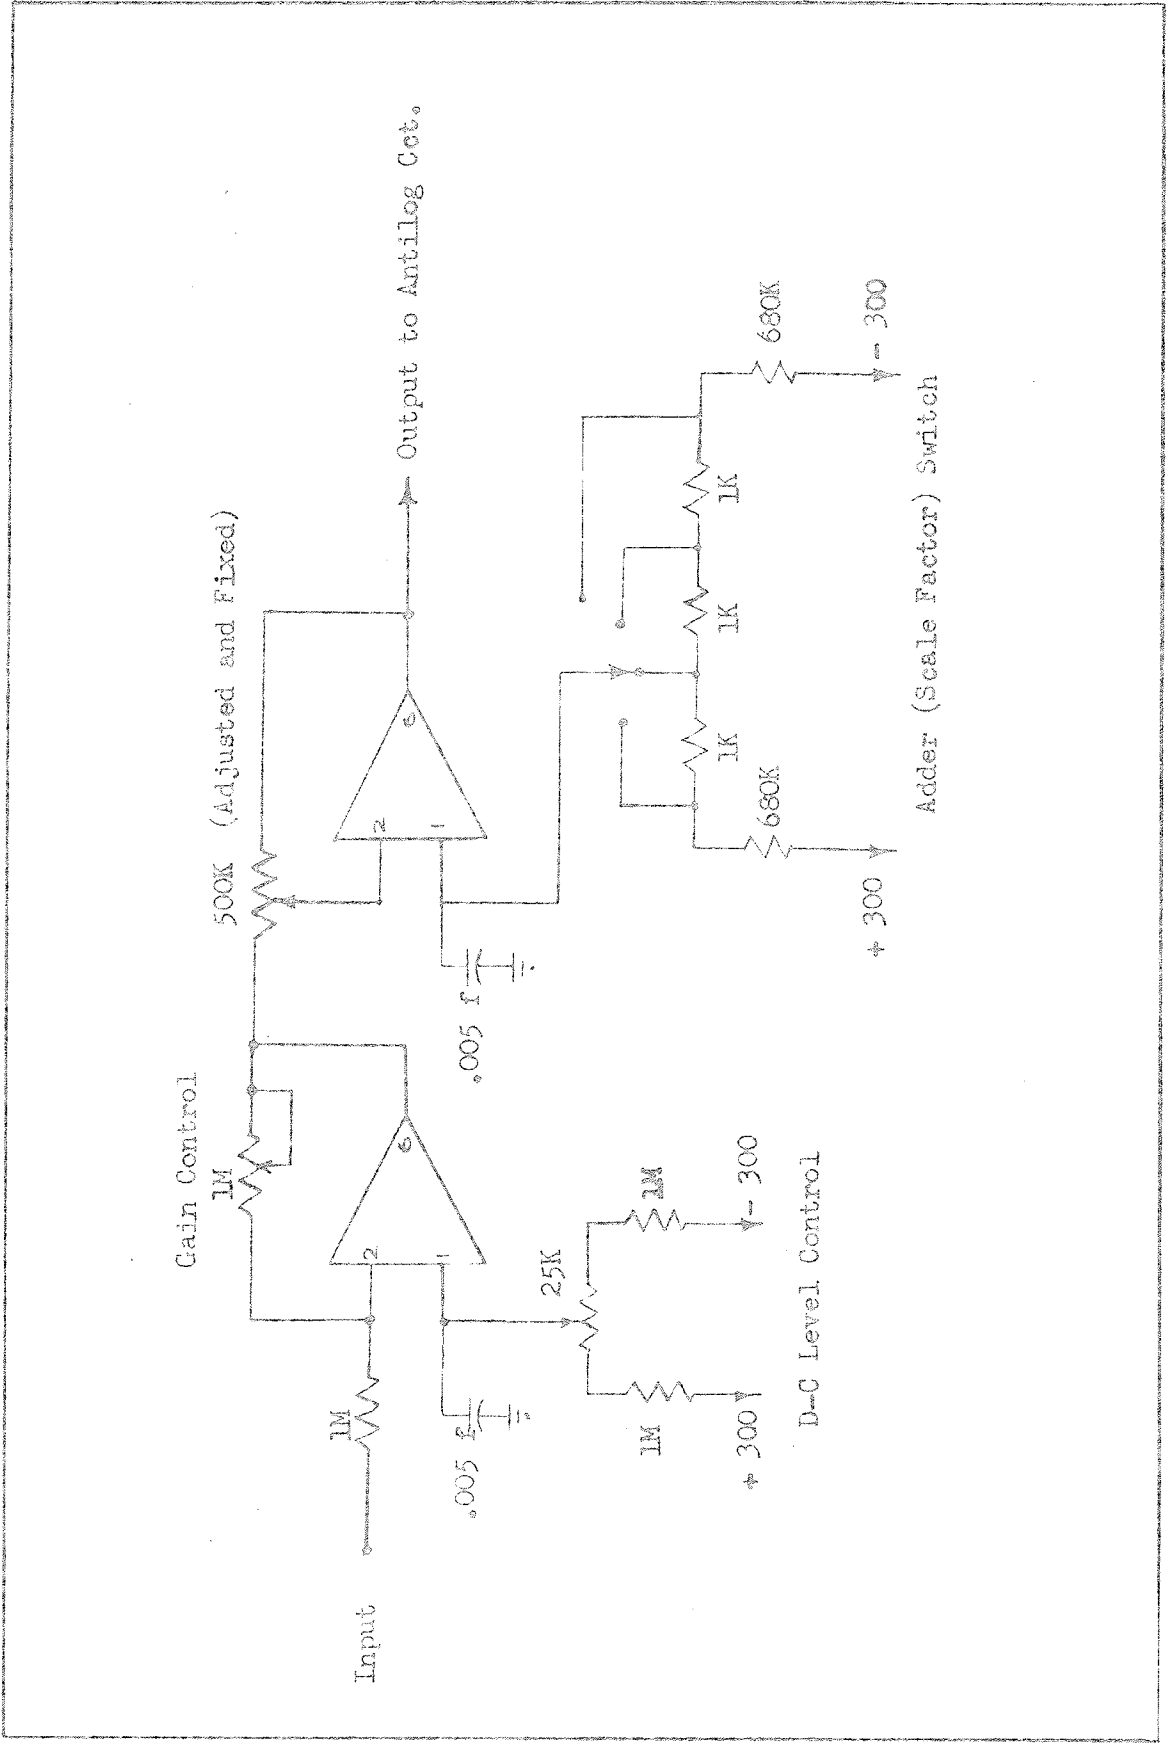 Gain Control
1M
500K (Adjusted and Fixed)
Input
1M
2
1
6
2
1
6
Output to Antilog Cct.
.005 f
.005 f
25K
1M
1M
+ 300
- 300
D-C Level Control
1K
1K
1K
680K
680K
+ 300
- 300
Adder (Scale Factor) Switch